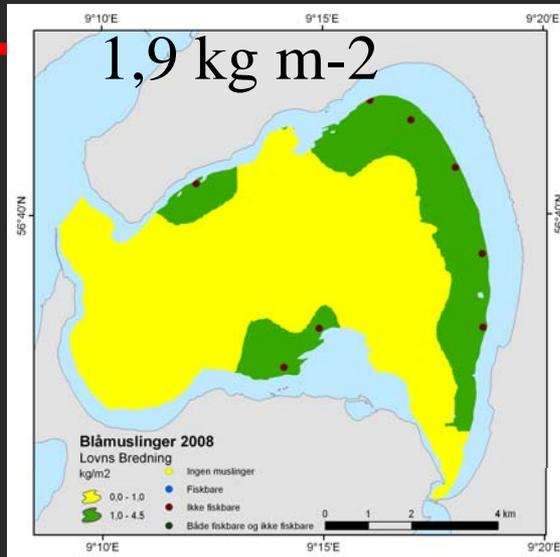 9°10'E 9°15'E 9°20'E
1,9 kg m-2
56°40'N 56°40'N
Blåmuslinger 2008
Lovns Bredning
kg/m2
0,0 - 1,0
1,0 - 4.5
Ingen muslinger
Fiskbare
Ikke fiskbare
Både fiskbare og ikke fiskbare
0 1 2 4 km
9°10'E 9°15'E 9°20'E